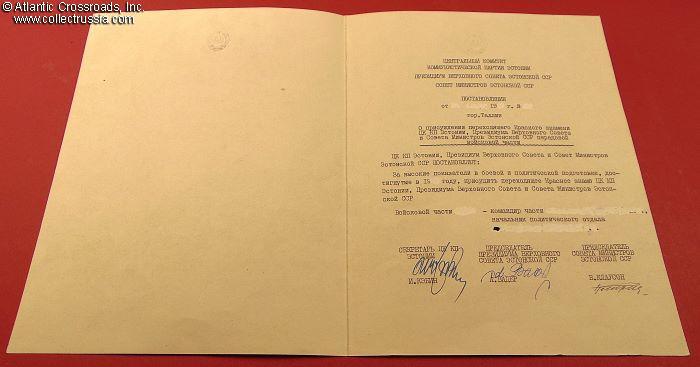 © Atlantic Crossroads, Inc.
www.collectrussia.com
ЦЕНТРАЛЬНЫЙ КОМИТЕТ
КОММУНИСТИЧЕСКОЙ ПАРТИИ ЭСТОНИИ
ПРЕЗИДИУМ ВЕРХОВНОГО СОВЕТА ЭСТОНСКОЙ ССР
СОВЕТ МИНИСТРОВ ЭСТОНСКОЙ ССР
ПОСТАНОВЛЕНИЕ
от 19 г. №
гор.Таллин
О присуждении переходящего Красного знамени
ЦК КП Эстонии, Президиума Верховного Совета
и Совета Министров Эстонской ССР передовой
войсковой части
ЦК КП Эстонии, Президиум Верховного Совета и Совет Министров
Эстонской ССР ПОСТАНОВЛЯЮТ:
За высокие показатели в боевой и политической подготовке, дос-
тигнутые в 19 году, присудить переходящее Красное знамя ЦК КП
Эстонии, Президиума Верховного Совета и Совета Министров Эстон-
ской ССР
Войсковой части - командир части
начальник политического отдела
СЕКРЕТАРЬ ЦК КП ПРЕДСЕДАТЕЛЬ ПРЕДСЕДАТЕЛЬ
ЭСТОНИИ ПРЕЗИДИУМА ВЕРХОВНОГО СОВЕТА МИНИСТРОВ
СОВЕТА ЭСТОНСКОЙ ССР ЭСТОНСКОЙ ССР
И.КЭБИН А.ВАДЕР В.КЛАУСОН